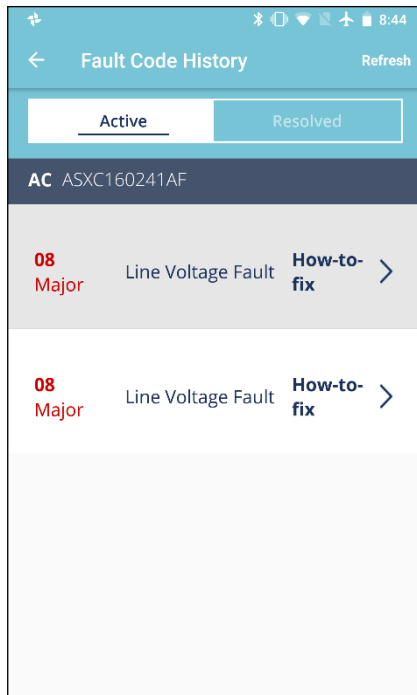 8:44
Fault Code History Refresh
Active Resolved
AC ASXC160241AF
08 Major Line Voltage Fault How-to-fix
08 Major Line Voltage Fault How-to-fix